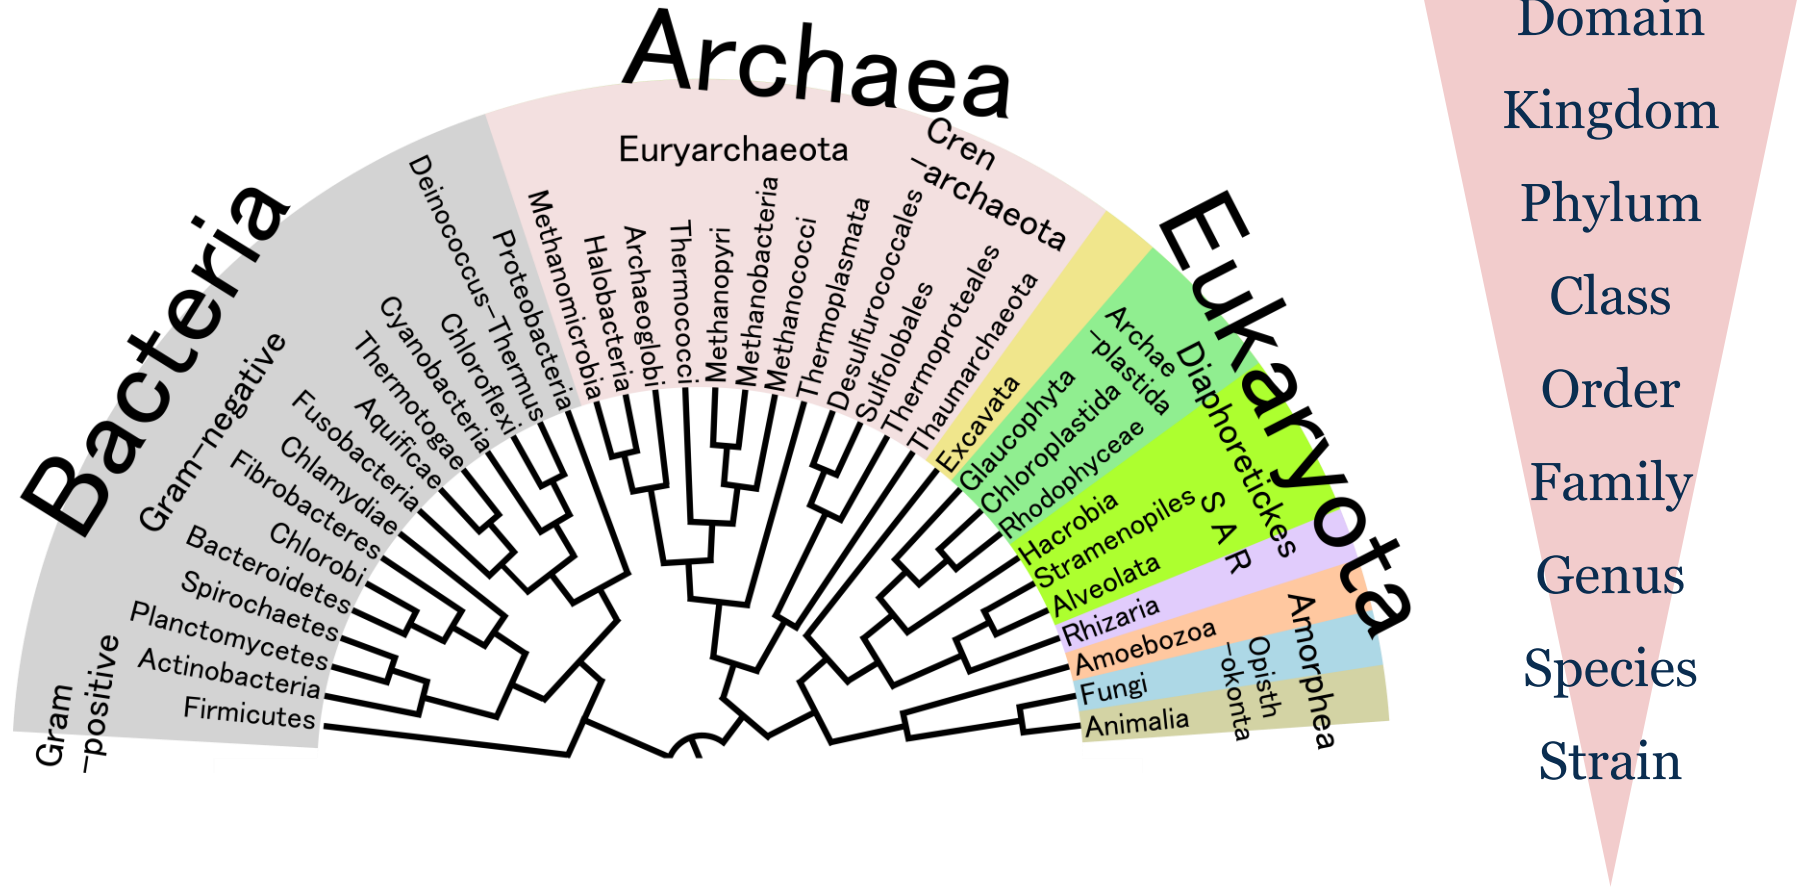 Bacteria
Archaea
Eukaryota
Gram
-positive
Gram-negative
Euryarchaeota
Cren
-archaeota
Firmicutes
Actinobacteria
Planctomycetes
Spirochaetes
Bacteroidetes
Chlorobi
Fibrobacteres
Chlamydiae
Fusobacteria
Aquificae
Thermotogae
Cyanobacteria
Chloroflexi
Deinococcus-Thermus
Proteobacteria
Methanomicrobia
Halobacteria
Archaeoglobi
Thermococci
Methanopyri
Methanobacteria
Methanococci
Thermoplasmata
Desulfurococcales
Sulfolobales
Thermoproteales
Thaumarchaeota
Excavata
Archae
-plastida
Glaucophyta
Chloroplastida
Rhodophyceae
Diaphoretickes
Hacrobia
Stramenopiles
Alveolata
S A R
Rhizaria
Amoebozoa
Fungi
Animalia
Opisth
-okonta
Amorphea
Domain
Kingdom
Phylum
Class
Order
Family
Genus
Species
Strain